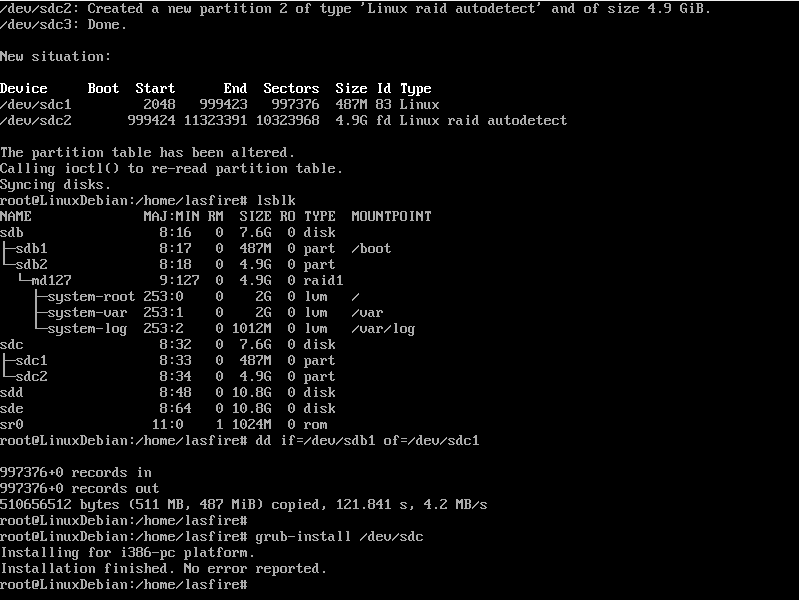 /dev/sdc2: Created a new partition 2 of type 'Linux raid autodetect' and of size 4.9 GiB.
/dev/sdc3: Done.
New situation:
Device     Boot  Start      End  Sectors  Size Id Type
/dev/sdc1         2048   999423   997376  487M 83 Linux
/dev/sdc2       999424 11323391 10323968  4.9G fd Linux raid autodetect
The partition table has been altered.
Calling ioctl() to re-read partition table.
Syncing disks.
root@LinuxDebian:/home/lasfire# lsblk
NAME              MAJ:MIN RM  SIZE RO TYPE  MOUNTPOINT
sdb                 8:16   0  7.6G  0 disk
├─sdb1              8:17   0  487M  0 part  /boot
└─sdb2              8:18   0  4.9G  0 part
  └─md127           9:127  0  4.9G  0 raid1
    ├─system-root 253:0    0    2G  0 lvm   /
    ├─system-var  253:1    0    2G  0 lvm   /var
    └─system-log  253:2    0 1012M  0 lvm   /var/log
sdc                 8:32   0  7.6G  0 disk
├─sdc1              8:33   0  487M  0 part
└─sdc2              8:34   0  4.9G  0 part
sdd                 8:48   0 10.8G  0 disk
sde                 8:64   0 10.8G  0 disk
sr0                11:0    1 1024M  0 rom
root@LinuxDebian:/home/lasfire# dd if=/dev/sdb1 of=/dev/sdc1
997376+0 records in
997376+0 records out
510656512 bytes (511 MB, 487 MiB) copied, 121.841 s, 4.2 MB/s
root@LinuxDebian:/home/lasfire#
root@LinuxDebian:/home/lasfire# grub-install /dev/sdc
Installing for i386-pc platform.
Installation finished. No error reported.
root@LinuxDebian:/home/lasfire#